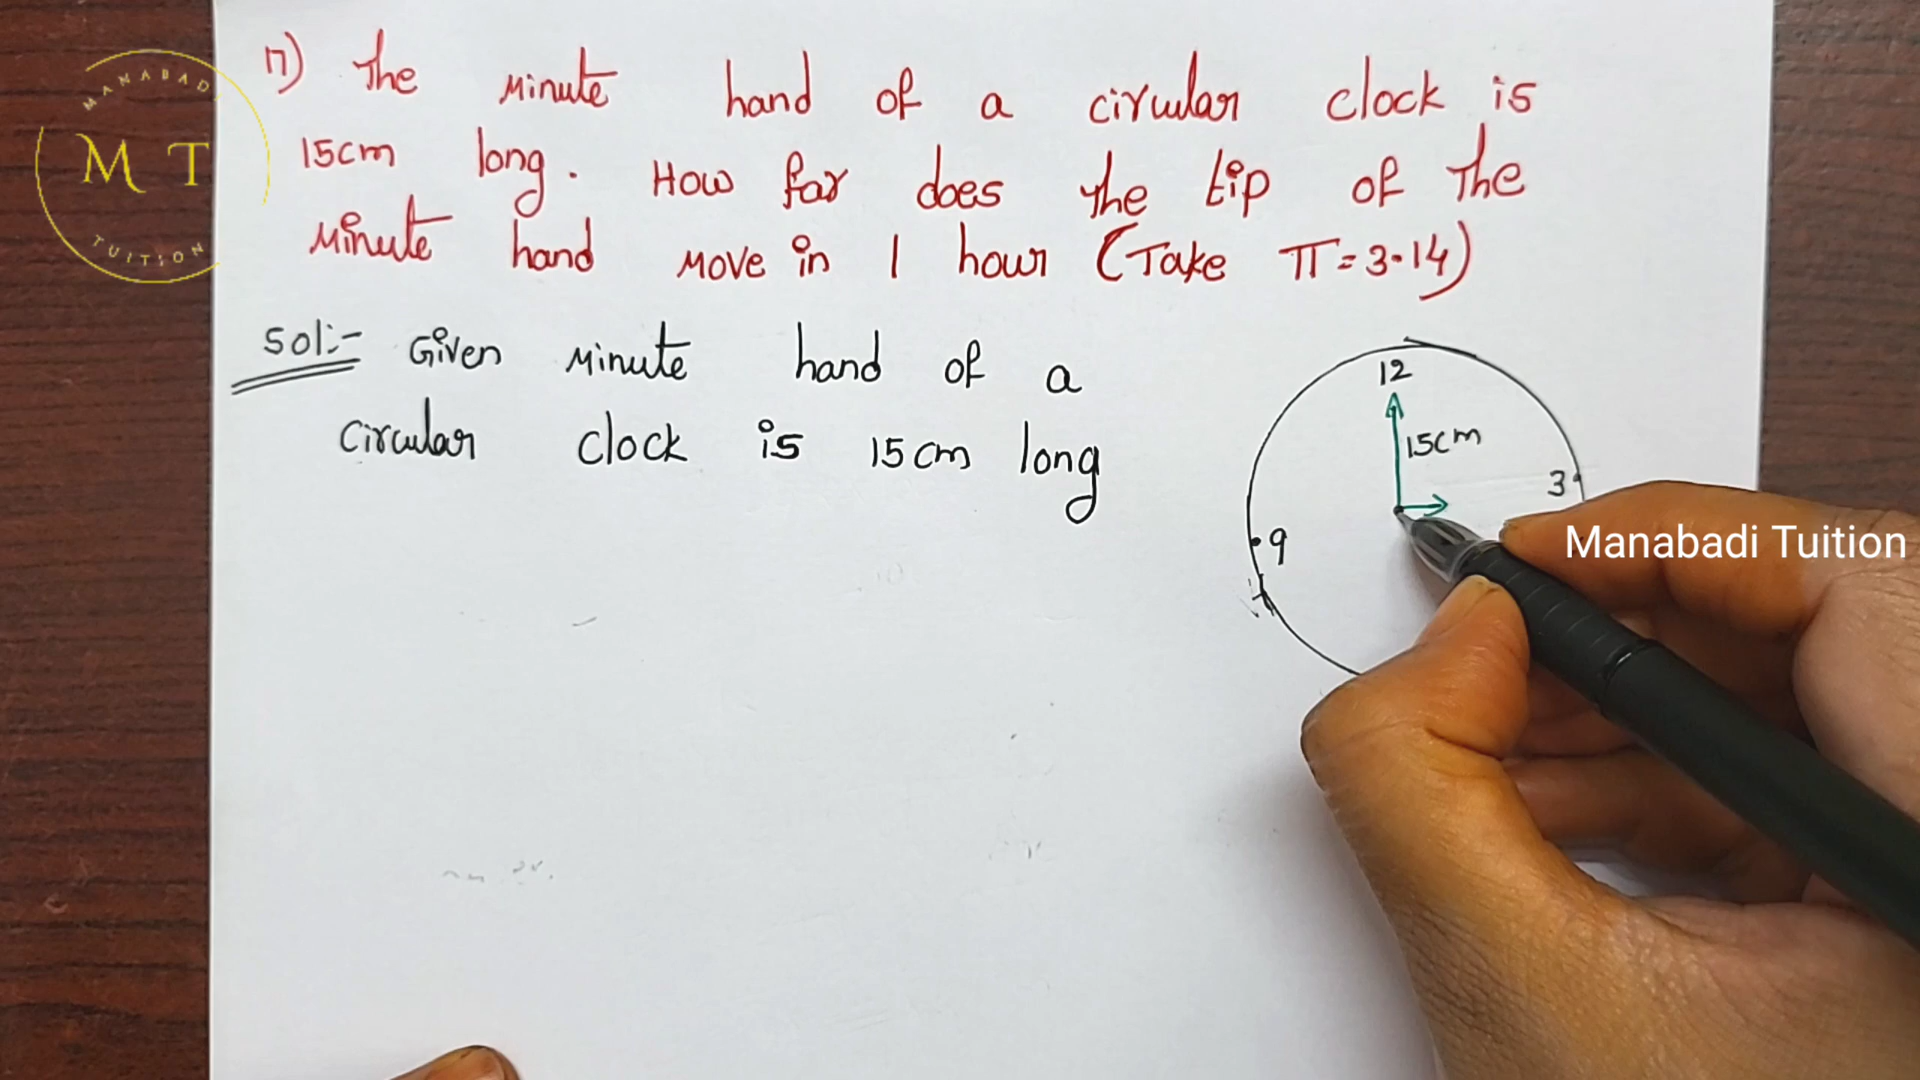 MANABADI
MT
TUITION
17) The minute hand of a circular clock is
15cm long. How far does the tip of the
minute hand move in 1 hour (Take π=3.14)
Sol:- Given minute hand of a
circular clock is 15cm long
12
15cm
3
9
Manabadi Tuition